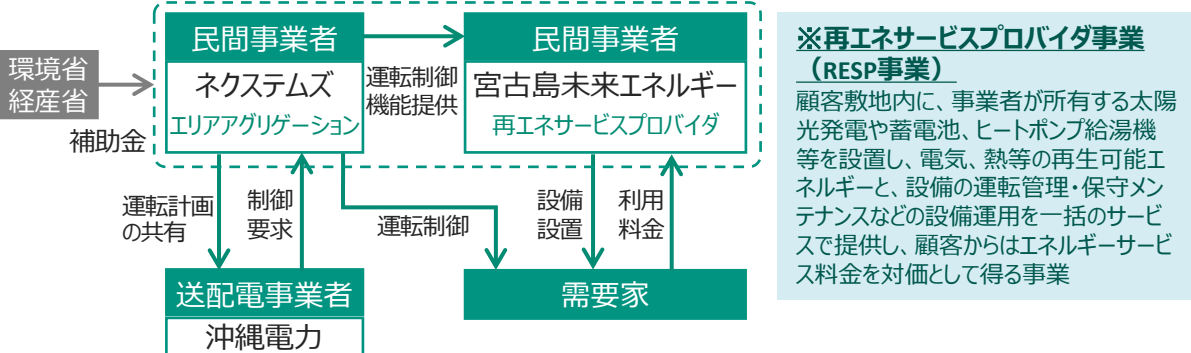 環境省
経産省
補助金
民間事業者
ネクステムズ
エリアアグリゲーション
運転制御
機能提供
民間事業者
宮古島未来エネルギー
再エネサービスプロバイダ
運転計画
の共有
制御
要求
運転制御
設備
設置
利用
料金
送配電事業者
沖縄電力
需要家
※再エネサービスプロバイダ事業
（RESP事業）
顧客敷地内に、事業者が所有する太陽
光発電や蓄電池、ヒートポンプ給湯機
等を設置し、電気、熱等の再生可能エ
ネルギーと、設備の運転管理・保守メン
テナンスなどの設備運用を一括のサービ
スで提供し、顧客からはエネルギーサービ
ス料金を対価として得る事業